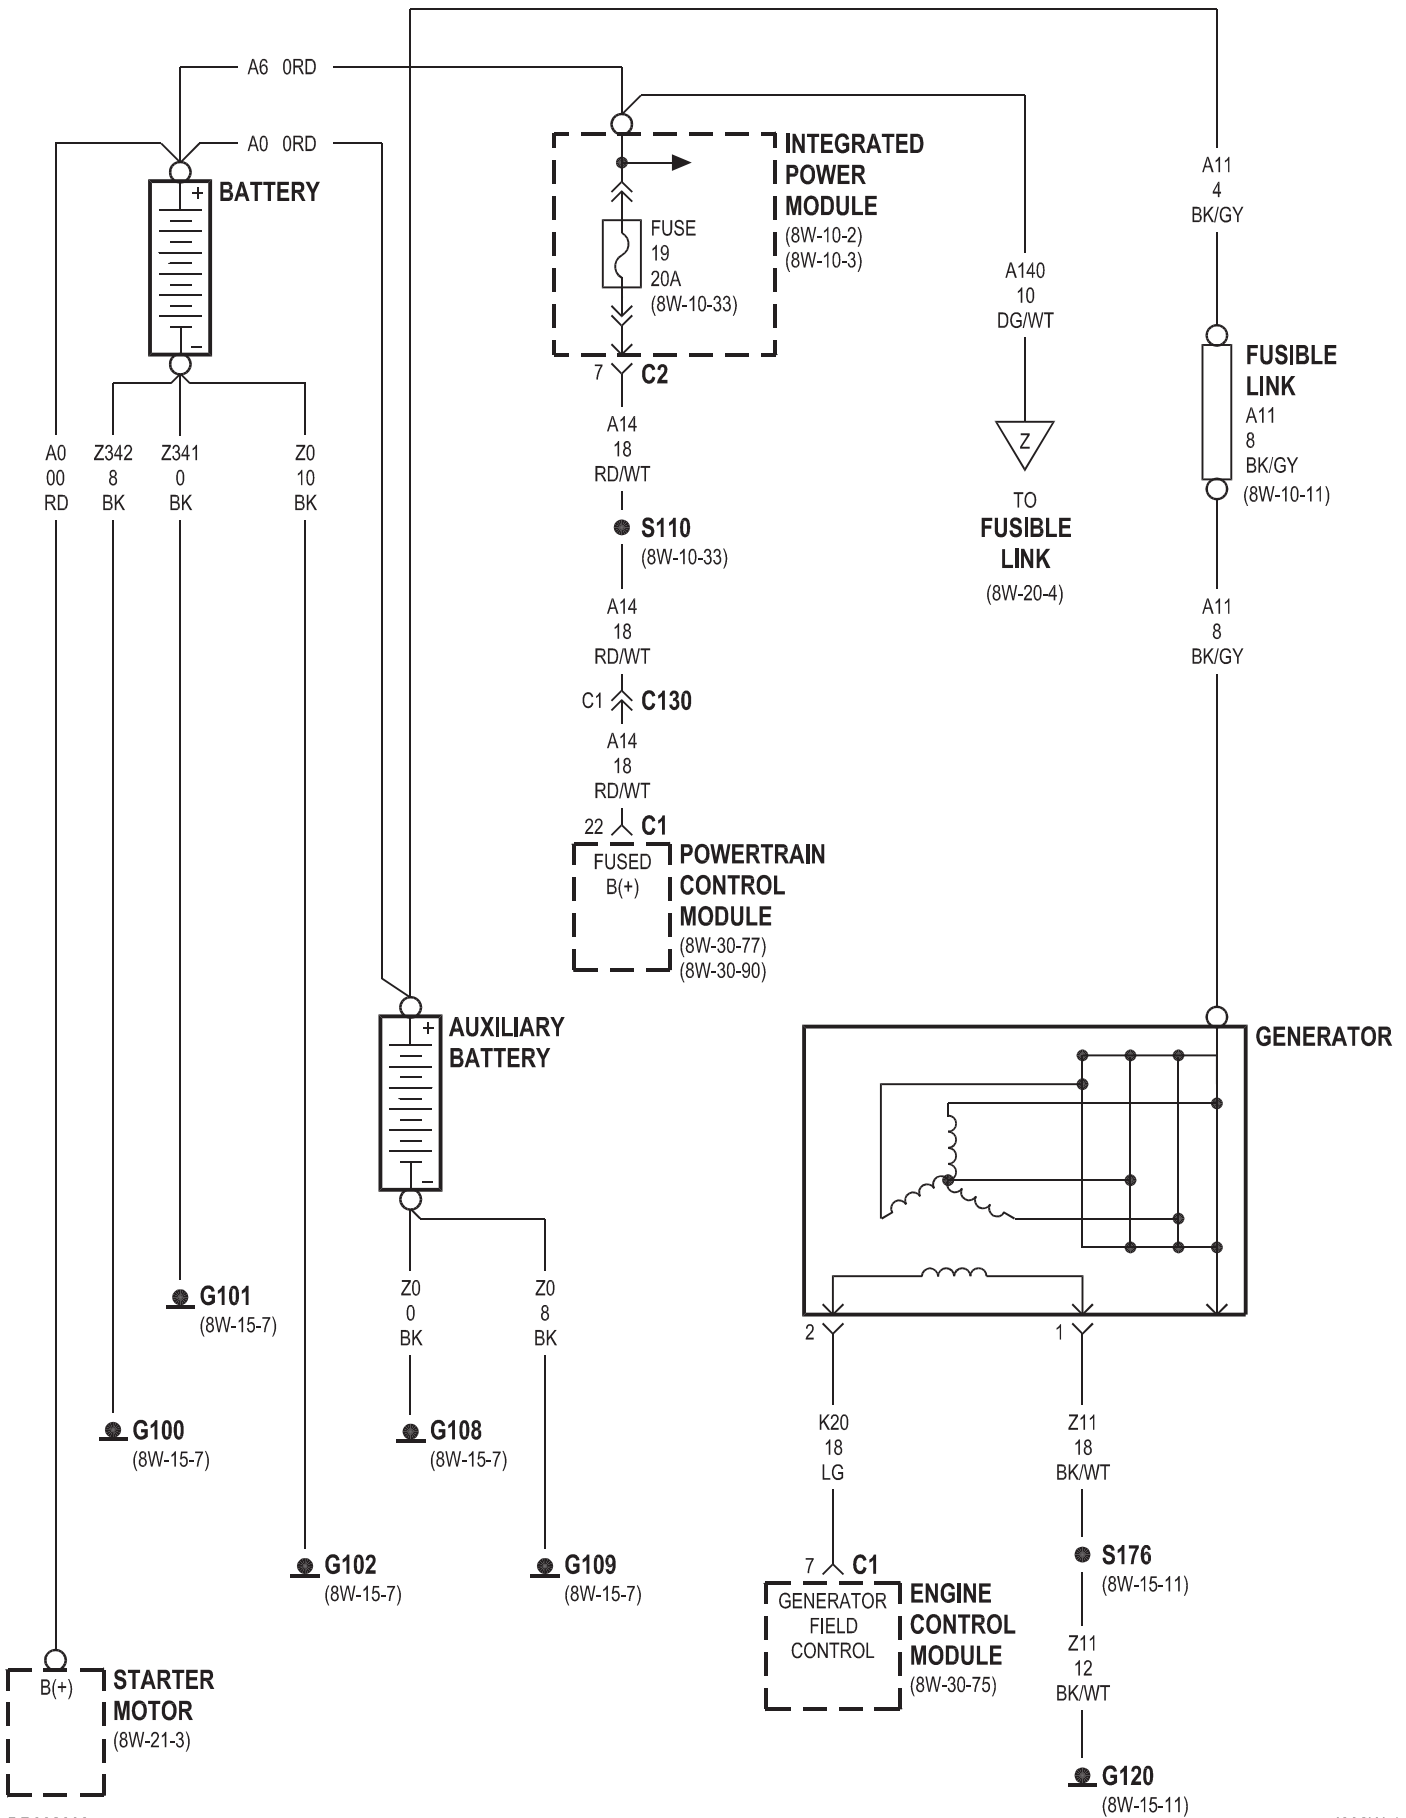 A6 0RD
A0 0RD
BATTERY
+
-
A0
00
RD
Z342
8
BK
Z341
0
BK
Z0
10
BK
INTEGRATED
POWER
MODULE
(8W-10-2)
(8W-10-3)
FUSE
19
20A
(8W-10-33)
7 C2
A14
18
RD/WT
S110
(8W-10-33)
A14
18
RD/WT
C1 C130
A14
18
RD/WT
22 C1
FUSED
B(+)
POWERTRAIN
CONTROL
MODULE
(8W-30-77)
(8W-30-90)
A140
10
DG/WT
Z
TO
FUSIBLE
LINK
(8W-20-4)
A11
4
BK/GY
FUSIBLE
LINK
A11
8
BK/GY
(8W-10-11)
A11
8
BK/GY
AUXILIARY
BATTERY
+
-
Z0
0
BK
Z0
8
BK
G101
(8W-15-7)
G100
(8W-15-7)
G108
(8W-15-7)
G102
(8W-15-7)
G109
(8W-15-7)
B(+)
STARTER
MOTOR
(8W-21-3)
GENERATOR
2
1
K20
18
LG
7 C1
GENERATOR
FIELD
CONTROL
ENGINE
CONTROL
MODULE
(8W-30-75)
Z11
18
BK/WT
S176
(8W-15-11)
Z11
12
BK/WT
G120
(8W-15-11)